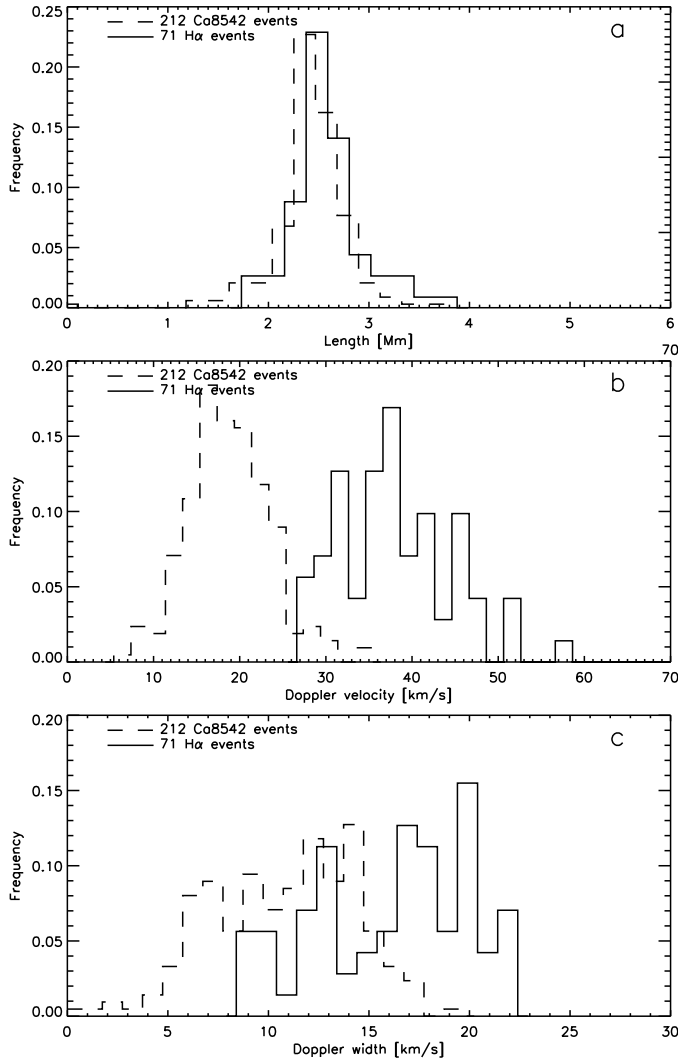 212 Ca8542 events
71 Hα events
a
0.25
0.20
0.15
0.10
0.05
0.00
Frequency
0 1 2 3 4 5 6
Length [Mm]
70
212 Ca8542 events
71 Hα events
b
0.20
0.15
0.10
0.05
0.00
Frequency
0 10 20 30 40 50 60 70
Doppler velocity [km/s]
212 Ca8542 events
71 Hα events
c
0.20
0.15
0.10
0.05
0.00
Frequency
0 5 10 15 20 25 30
Doppler width [km/s]